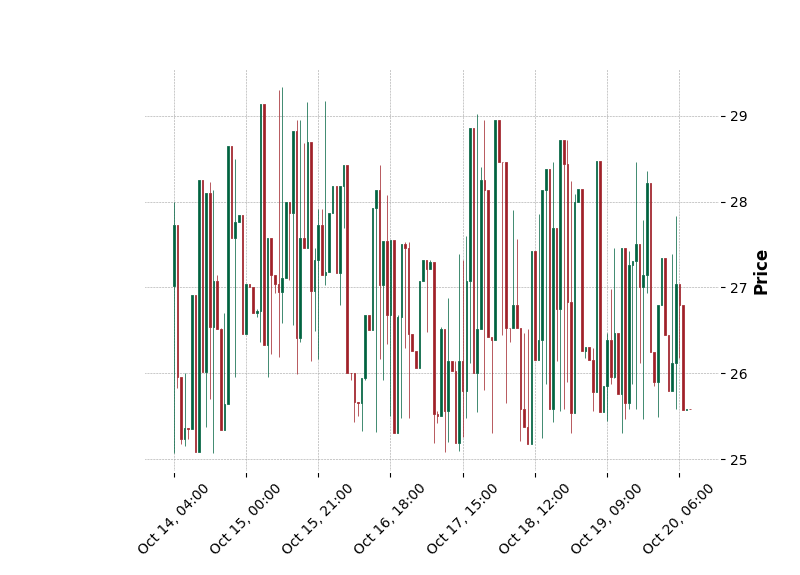 29
28
27
26
25
Price
Oct 14, 04:00
Oct 15, 00:00
Oct 15, 21:00
Oct 16, 18:00
Oct 17, 15:00
Oct 18, 12:00
Oct 19, 09:00
Oct 20, 06:00